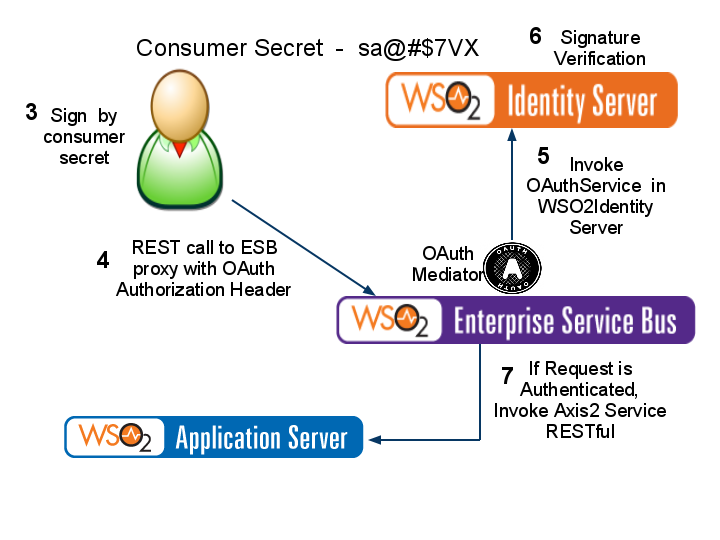 Consumer Secret - sa@#$7VX
6 Signature
Verification
WSO2 Identity Server
3 Sign by
consumer
secret
5 Invoke
OAuthService in
WSO2Identity
Server
4 REST call to ESB
proxy with OAuth
Authorization Header
OAuth
Mediator
OAUTH
A
OAUTH
WSO2 Enterprise Service Bus
7 If Request is
Authenticated,
Invoke Axis2 Service
RESTful
WSO2 Application Server